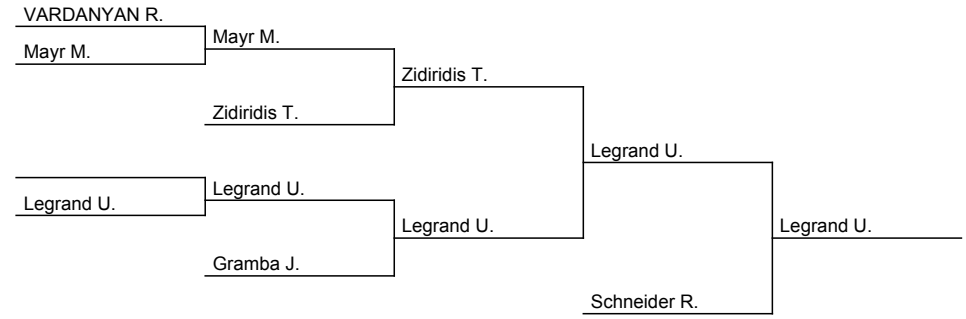 VARDANYAN R.
Mayr M.
Mayr M.
Zidiridis T.
Zidiridis T.
Legrand U.
Legrand U.
Legrand U.
Legrand U.
Legrand U.
Gramba J.
Schneider R.